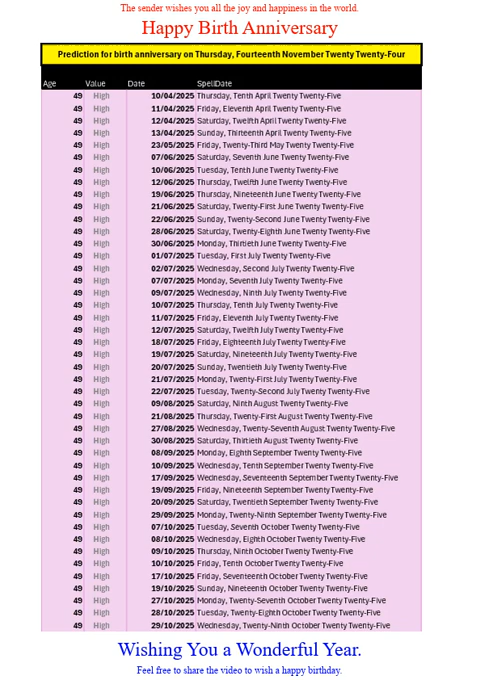 The sender wishes you all the joy and happiness in the world.
Happy Birth Anniversary
Prediction for birth anniversary on Thursday, Fourteenth November Twenty Twenty-Four
Age Value Date SpellDate
49 High 10/04/2025 Thursday, Tenth April Twenty Twenty-Five
49 High 11/04/2025 Friday, Eleventh April Twenty Twenty-Five
49 High 12/04/2025 Saturday, Twelfth April Twenty Twenty-Five
49 High 13/04/2025 Sunday, Thirteenth April Twenty Twenty-Five
49 High 23/05/2025 Friday, Twenty-Third May Twenty Twenty-Five
49 High 07/06/2025 Saturday, Seventh June Twenty Twenty-Five
49 High 10/06/2025 Tuesday, Tenth June Twenty Twenty-Five
49 High 12/06/2025 Thursday, Twelfth June Twenty Twenty-Five
49 High 19/06/2025 Thursday, Nineteenth June Twenty Twenty-Five
49 High 21/06/2025 Saturday, Twenty-First June Twenty Twenty-Five
49 High 22/06/2025 Sunday, Twenty-Second June Twenty Twenty-Five
49 High 28/06/2025 Saturday, Twenty-Eighth June Twenty Twenty-Five
49 High 30/06/2025 Monday, Thirtieth June Twenty Twenty-Five
49 High 01/07/2025 Tuesday, First July Twenty Twenty-Five
49 High 02/07/2025 Wednesday, Second July Twenty Twenty-Five
49 High 07/07/2025 Monday, Seventh July Twenty Twenty-Five
49 High 09/07/2025 Wednesday, Ninth July Twenty Twenty-Five
49 High 10/07/2025 Thursday, Tenth July Twenty Twenty-Five
49 High 11/07/2025 Friday, Eleventh July Twenty Twenty-Five
49 High 12/07/2025 Saturday, Twelfth July Twenty Twenty-Five
49 High 18/07/2025 Friday, Eighteenth July Twenty Twenty-Five
49 High 19/07/2025 Saturday, Nineteenth July Twenty Twenty-Five
49 High 20/07/2025 Sunday, Twentieth July Twenty Twenty-Five
49 High 21/07/2025 Monday, Twenty-First July Twenty Twenty-Five
49 High 22/07/2025 Tuesday, Twenty-Second July Twenty Twenty-Five
49 High 09/08/2025 Saturday, Ninth August Twenty Twenty-Five
49 High 21/08/2025 Thursday, Twenty-First August Twenty Twenty-Five
49 High 27/08/2025 Wednesday, Twenty-Seventh August Twenty Twenty-Five
49 High 30/08/2025 Saturday, Thirtieth August Twenty Twenty-Five
49 High 08/09/2025 Monday, Eighth September Twenty Twenty-Five
49 High 10/09/2025 Wednesday, Tenth September Twenty Twenty-Five
49 High 17/09/2025 Wednesday, Seventeenth September Twenty Twenty-Five
49 High 19/09/2025 Friday, Nineteenth September Twenty Twenty-Five
49 High 20/09/2025 Saturday, Twentieth September Twenty Twenty-Five
49 High 29/09/2025 Monday, Twenty-Ninth September Twenty Twenty-Five
49 High 07/10/2025 Tuesday, Seventh October Twenty Twenty-Five
49 High 08/10/2025 Wednesday, Eighth October Twenty Twenty-Five
49 High 09/10/2025 Thursday, Ninth October Twenty Twenty-Five
49 High 10/10/2025 Friday, Tenth October Twenty Twenty-Five
49 High 17/10/2025 Friday, Seventeenth October Twenty Twenty-Five
49 High 19/10/2025 Sunday, Nineteenth October Twenty Twenty-Five
49 High 27/10/2025 Monday, Twenty-Seventh October Twenty Twenty-Five
49 High 28/10/2025 Tuesday, Twenty-Eighth October Twenty Twenty-Five
49 High 29/10/2025 Wednesday, Twenty-Ninth October Twenty Twenty-Five
Wishing You a Wonderful Year.
Feel free to share the video to wish a happy birthday.